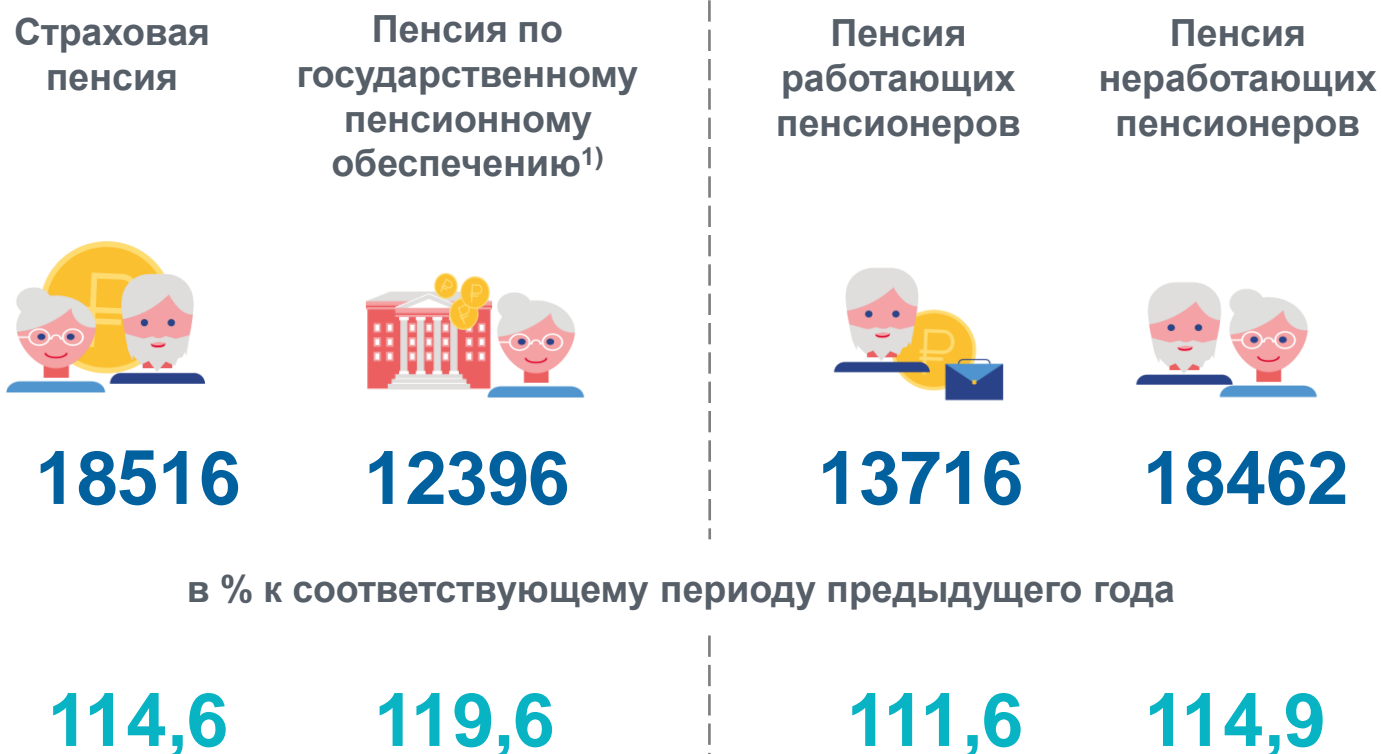 Страховая
пенсия
Пенсия по
государственному
пенсионному
обеспечению¹⁾
Пенсия
работающих
пенсионеров
Пенсия
неработающих
пенсионеров
18516
12396
13716
18462
в % к соответствующему периоду предыдущего года
114,6
119,6
111,6
114,9